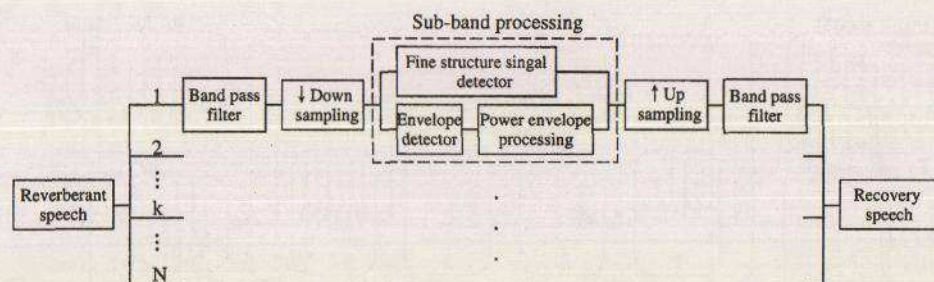 Sub-band processing
Fine structure singal
detector
1
Band pass
filter
↓ Down
sampling
Envelope
detector
Power envelope
processing
↑ Up
sampling
Band pass
filter
2
⋮
Reverberant
speech
k
Recovery
speech
⋮
N